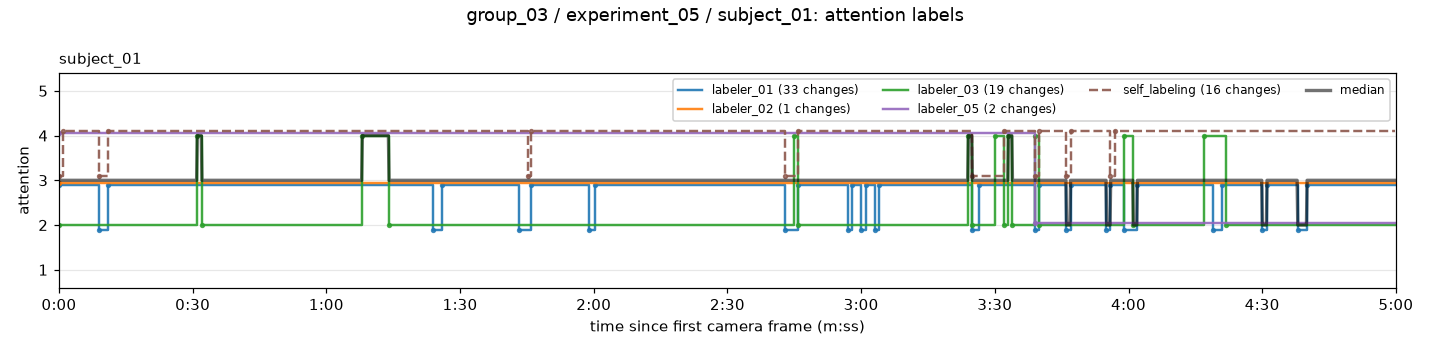 group_03 / experiment_05 / subject_01: attention labels
subject_01
labeler_01 (33 changes)
labeler_02 (1 changes)
labeler_03 (19 changes)
labeler_05 (2 changes)
self_labeling (16 changes)
median
attention
5
4
3
2
1
0:00 0:30 1:00 1:30 2:00 2:30 3:00 3:30 4:00 4:30 5:00
time since first camera frame (m:ss)